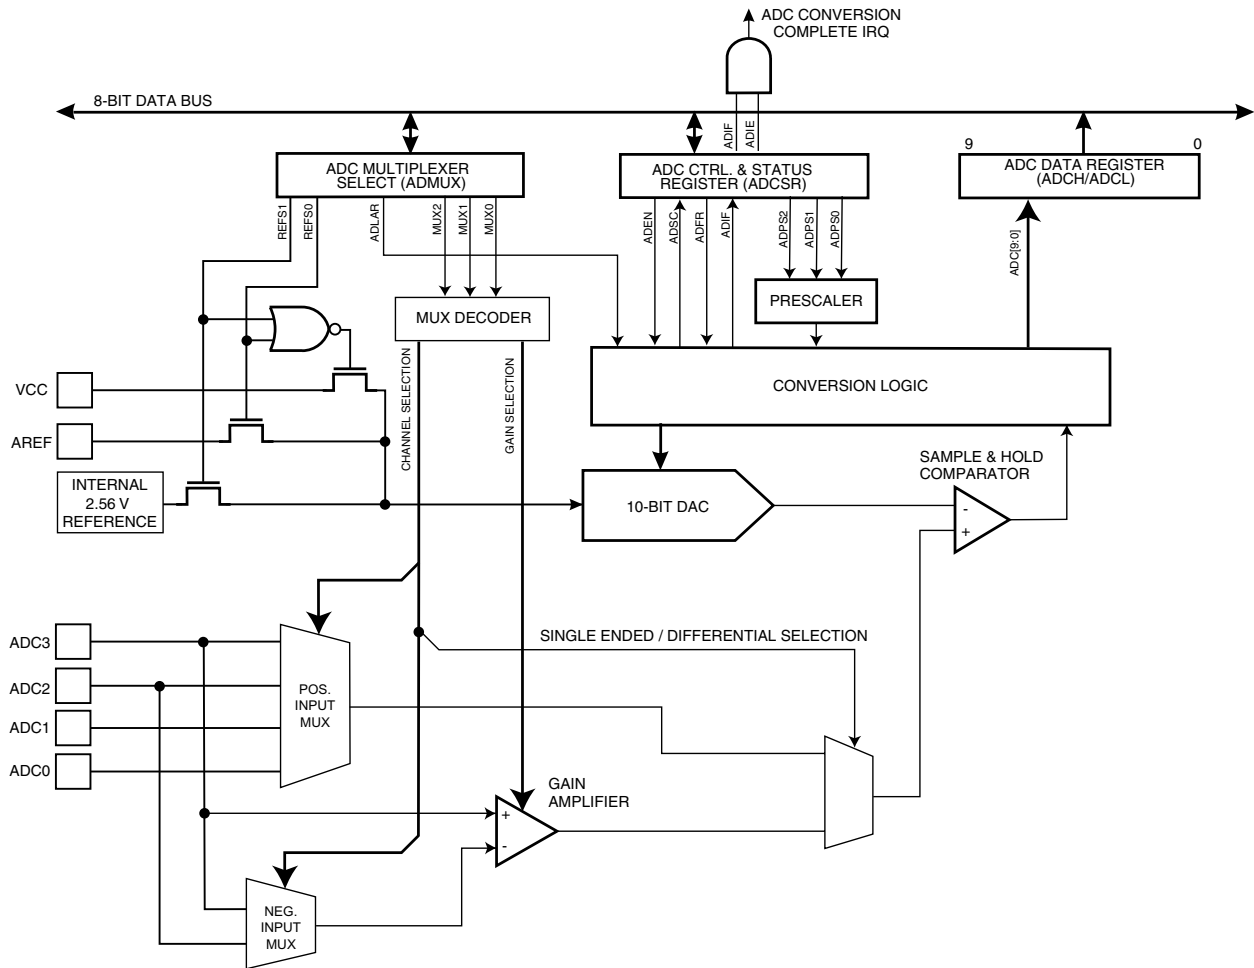 ADC CONVERSION
COMPLETE IRQ
8-BIT DATA BUS
ADIF
ADIE
9
0
ADC MULTIPLEXER
SELECT (ADMUX)
ADC CTRL. & STATUS
REGISTER (ADCSR)
ADC DATA REGISTER
(ADCH/ADCL)
REFS1
REFS0
ADLAR
MUX2
MUX1
MUX0
ADEN
ADSC
ADFR
ADIF
ADPS2
ADPS1
ADPS0
ADC[9:0]
PRESCALER
MUX DECODER
CHANNEL SELECTION
GAIN SELECTION
CONVERSION LOGIC
VCC
AREF
INTERNAL
2.56 V
REFERENCE
10-BIT DAC
SAMPLE & HOLD
COMPARATOR
-
+
SINGLE ENDED / DIFFERENTIAL SELECTION
ADC3
ADC2
ADC1
ADC0
POS.
INPUT
MUX
GAIN
AMPLIFIER
+
-
NEG.
INPUT
MUX